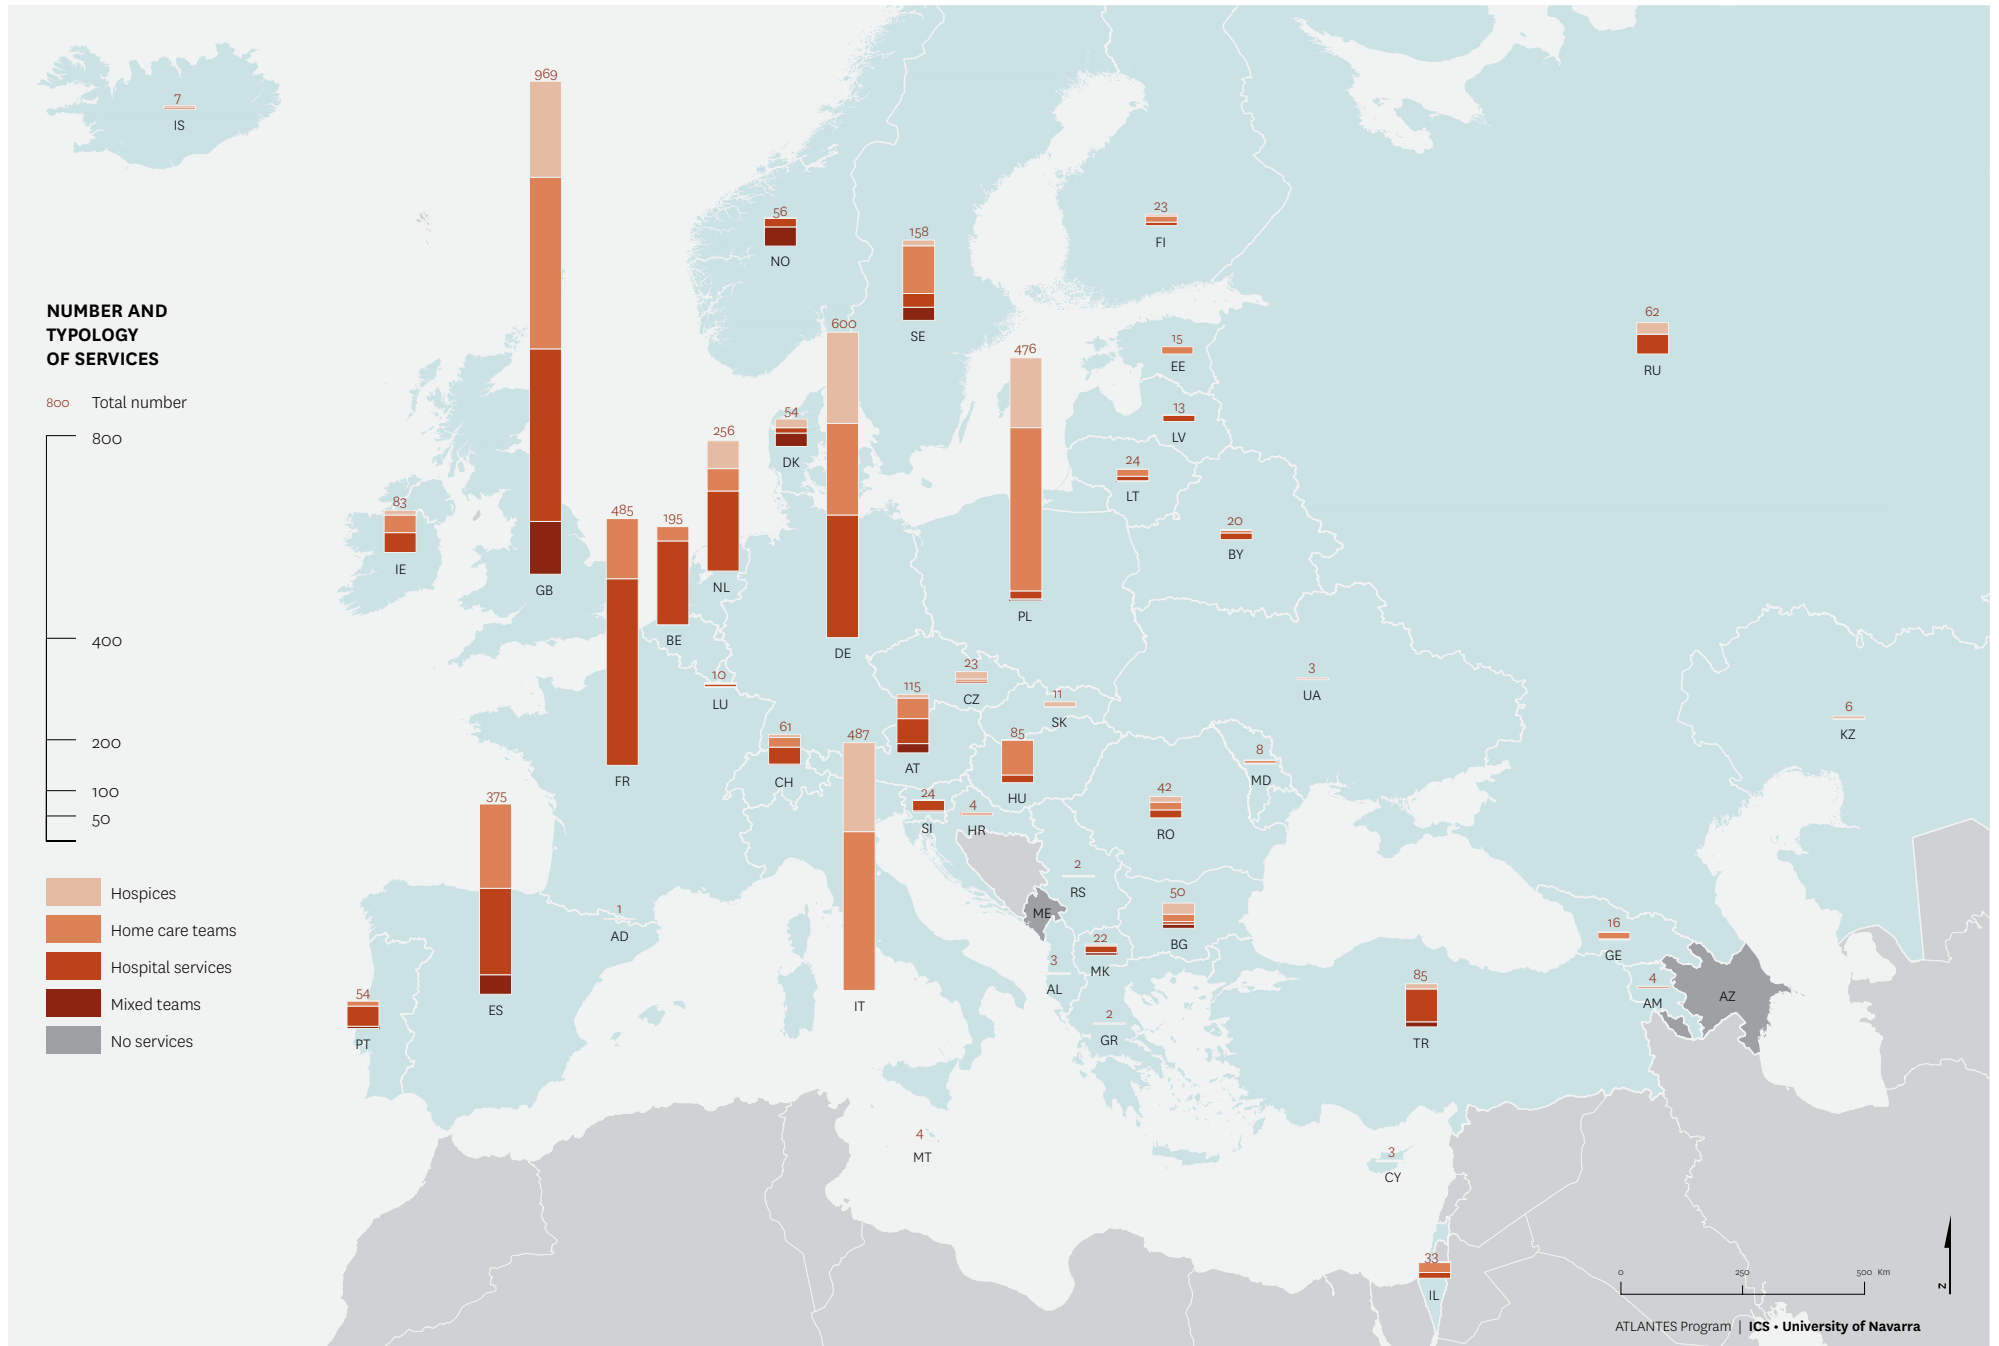 NUMBER AND
TYPOLOGY
OF SERVICES
800 Total number
800
400
200
100
50
Hospices
Home care teams
Hospital services
Mixed teams
No services
7
IS
969
GB
56
NO
158
SE
23
FI
62
RU
600
DE
476
PL
15
EE
13
LV
24
LT
20
BY
54
DK
256
NL
83
IE
485
FR
195
BE
10
LU
61
CH
115
AT
23
CZ
11
SK
3
UA
6
KZ
487
IT
85
HU
24
SI
4
HR
42
RO
8
MD
375
ES
1
AD
54
PT
2
RS
ME
50
BG
22
MK
3
AL
2
GR
16
GE
4
AM
AZ
85
TR
4
MT
3
CY
33
IL
0 250 500 Km
N
ATLANTES Program | ICS • University of Navarra